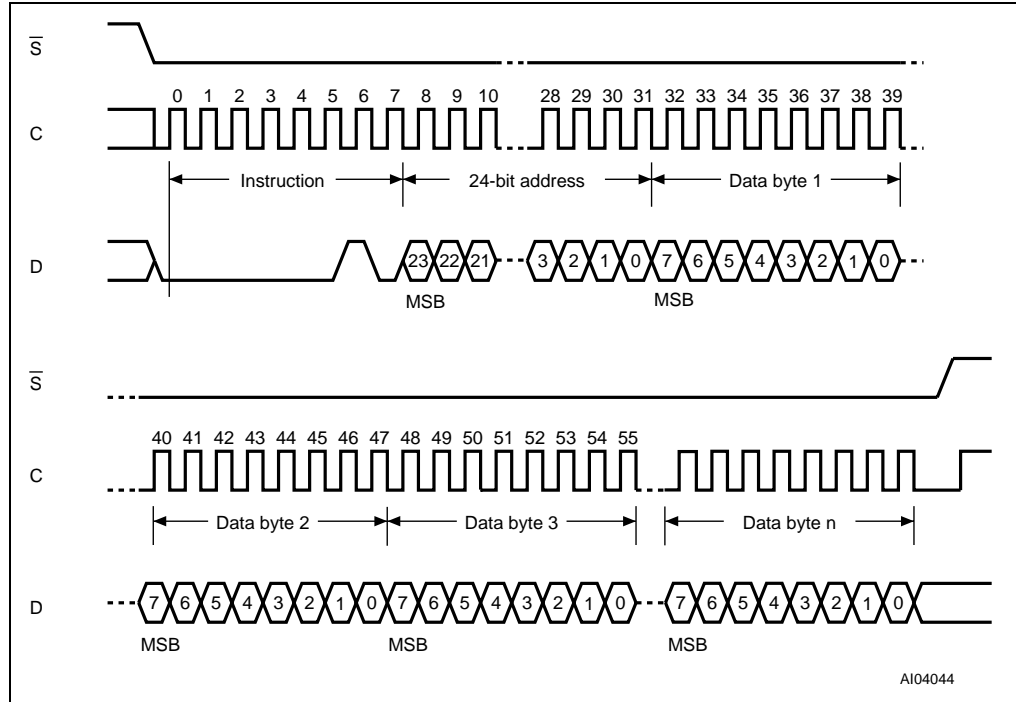 S
0 1 2 3 4 5 6 7 8 9 10 28 29 30 31 32 33 34 35 36 37 38 39
C
Instruction 24-bit address Data byte 1
D 23 22 21 3 2 1 0 7 6 5 4 3 2 1 0
MSB MSB
S
40 41 42 43 44 45 46 47 48 49 50 51 52 53 54 55
C
Data byte 2 Data byte 3 Data byte n
D 7 6 5 4 3 2 1 0 7 6 5 4 3 2 1 0 7 6 5 4 3 2 1 0
MSB MSB MSB
AI04044